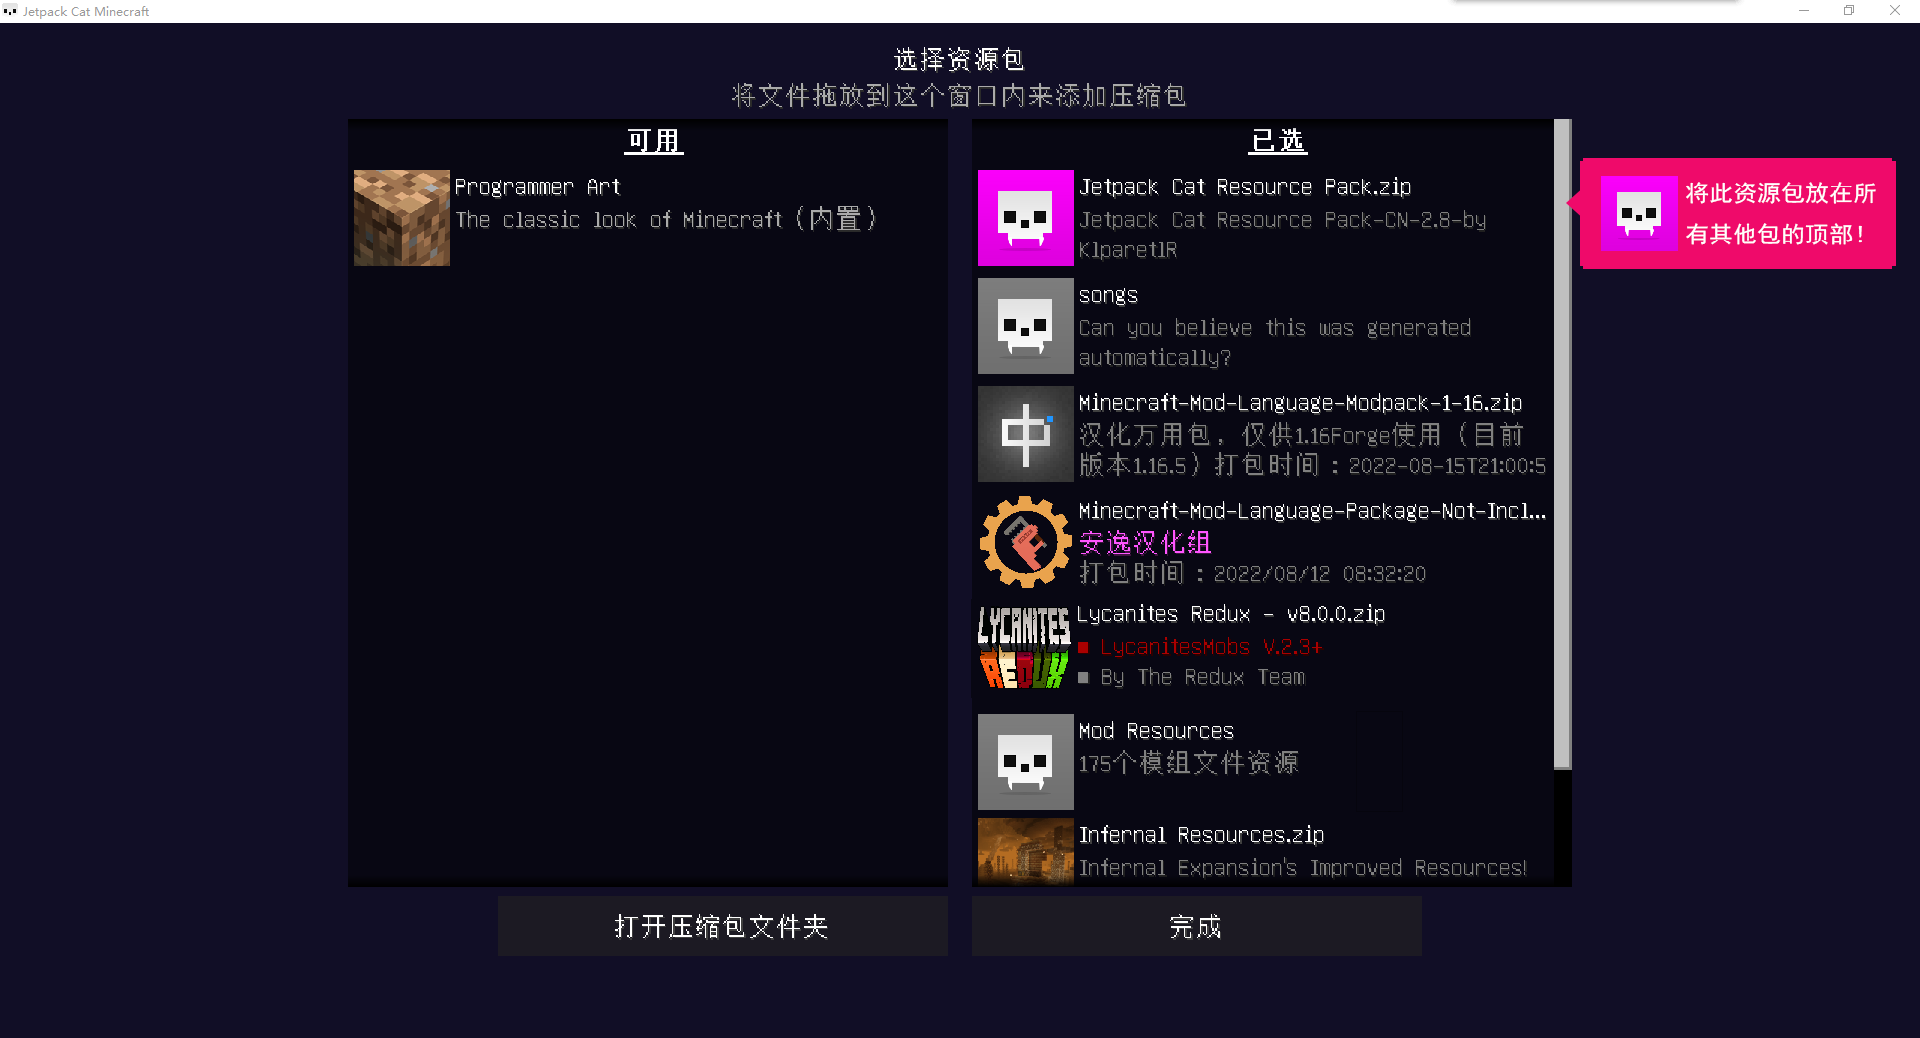 Jetpack Cat Minecraft
选择资源包
将文件拖放到这个窗口内来添加压缩包
可用
Programmer Art
The classic look of Minecraft（内置）
已选
Jetpack Cat Resource Pack.zip
Jetpack Cat Resource Pack-CN-2.8-by
KlparetlR
songs
Can you believe this was generated
automatically?
中
Minecraft-Mod-Language-Modpack-1-16.zip
汉化万用包，仅供1.16Forge使用（目前
版本1.16.5）打包时间：2022-08-15T21:00:5
Minecraft-Mod-Language-Package-Not-Incl...
安逸汉化组
打包时间：2022/08/12 08:32:20
LYCANITES
REDUX
Lycanites Redux - v8.0.0.zip
■ LycanitesMobs V.2.3+
■ By The Redux Team
Mod Resources
175个模组文件资源
Infernal Resources.zip
Infernal Expansion's Improved Resources!
将此资源包放在所
有其他包的顶部！
打开压缩包文件夹
完成